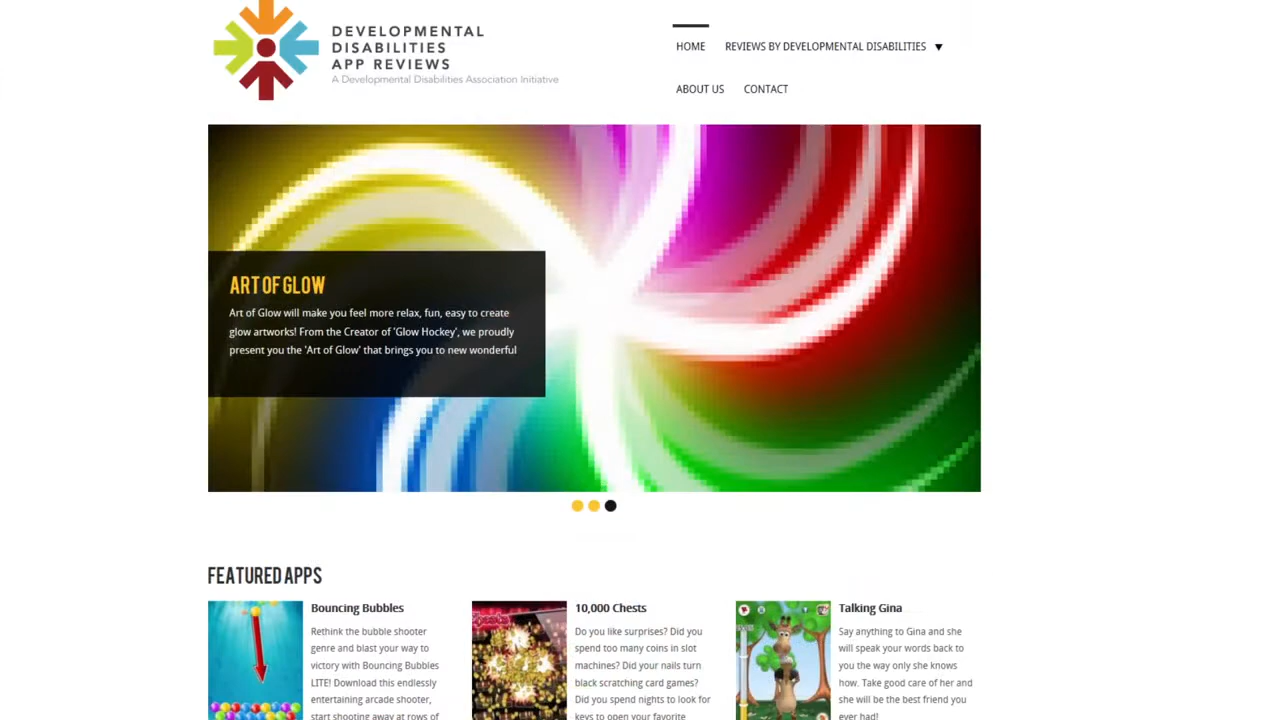 DEVELOPMENTAL
DISABILITIES
APP REVIEWS
A Developmental Disabilities Association Initiative
HOME
REVIEWS BY DEVELOPMENTAL DISABILITIES
ABOUT US
CONTACT
ART OF GLOW
Art of Glow will make you feel more relax, fun, easy to create
glow artworks! From the Creator of 'Glow Hockey', we proudly
present you the 'Art of Glow' that brings you to new wonderful
FEATURED APPS
Bouncing Bubbles
Rethink the bubble shooter
genre and blast your way to
victory with Bouncing Bubbles
LITE! Download this endlessly
entertaining arcade shooter,
start shooting away at rows of
10,000 Chests
Do you like surprises? Did you
spend too many coins in slot
machines? Did your nails turn
black scratching card games?
Did you spend nights to look for
keys to open your favorite
Talking Gina
Say anything to Gina and she
will speak your words back to
you the way only she knows
how. Take good care of her and
she will be the best friend you
ever had!